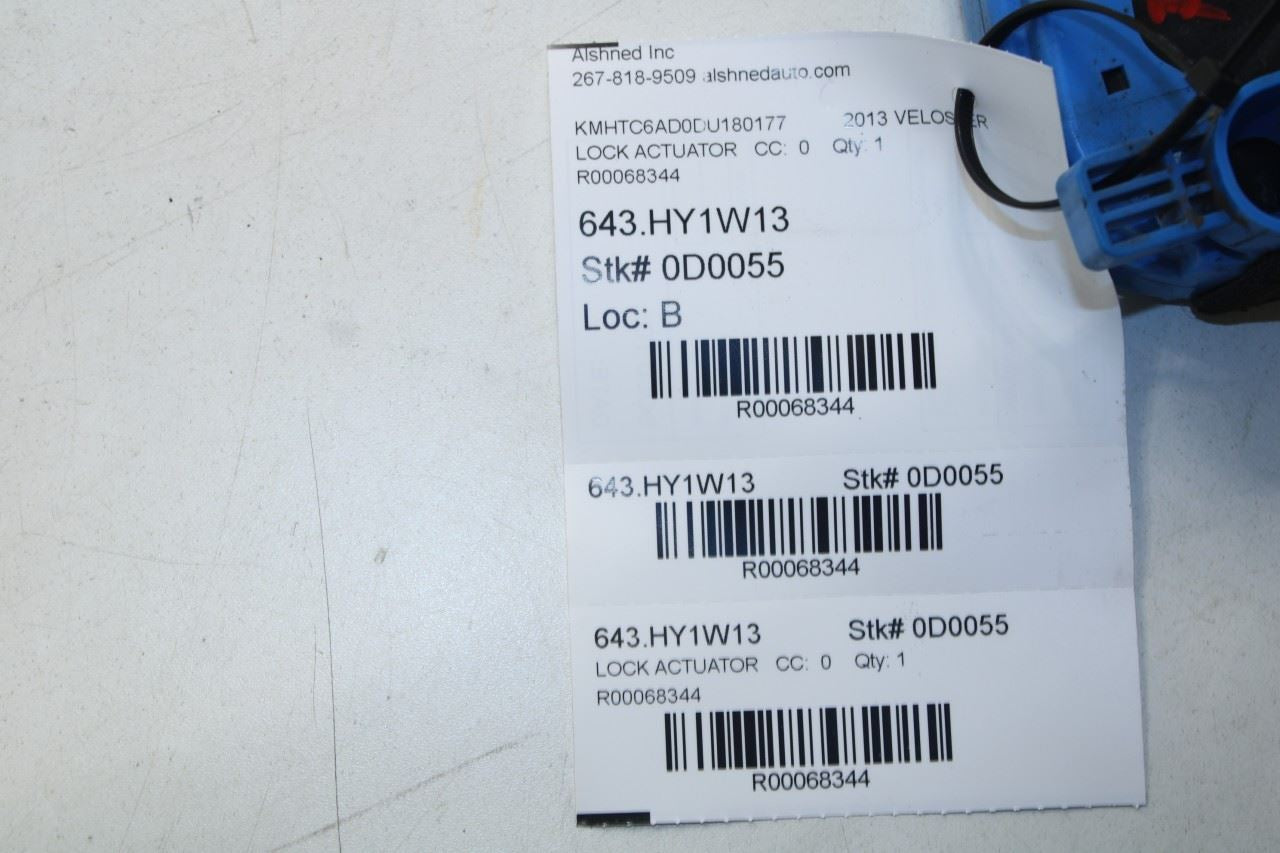 Alshned Inc
267-818-9509 alshnedauto.com
KMHTC6AD0DU180177 2013
LOCK ACTUATOR CC: 0 Qty: 1
R00068344
643.HY1W13
Stk# 0D0055
Loc: B
R00068344
643.HY1W13 Stk# 0D0055
R00068344
643.HY1W13 Stk# 0D0055
LOCK ACTUATOR CC: 0 Qty: 1
R00068344
R00068344